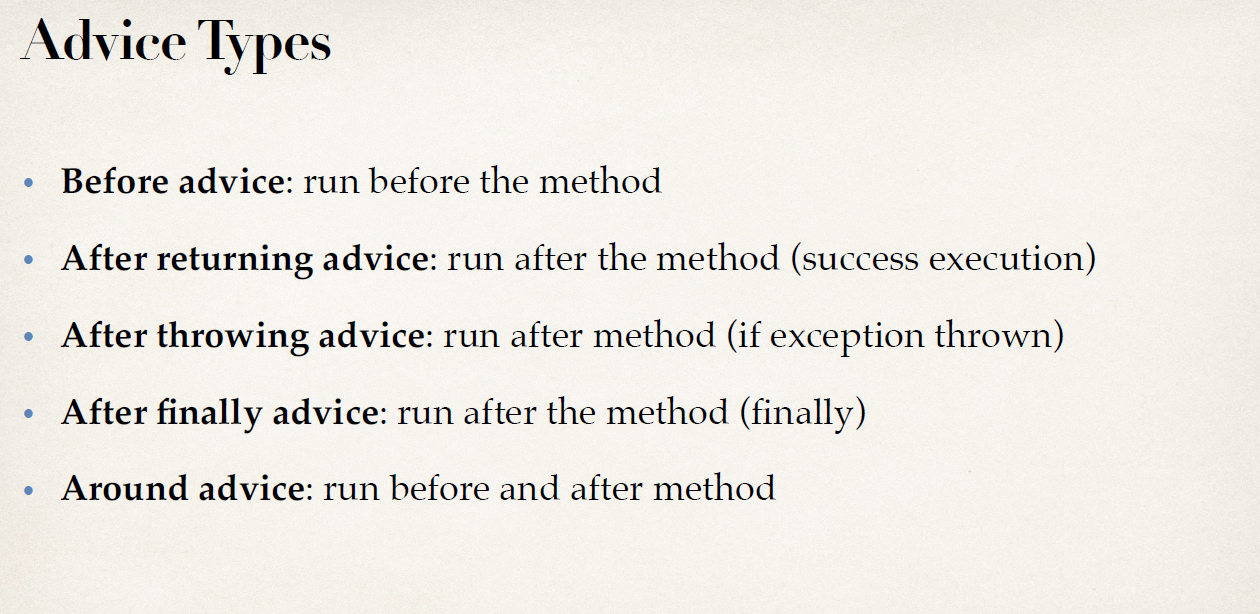 Advice Types
• Before advice: run before the method
• After returning advice: run after the method (success execution)
• After throwing advice: run after method (if exception thrown)
• After finally advice: run after the method (finally)
• Around advice: run before and after method